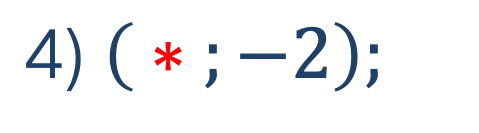 4) ( * ; −2);